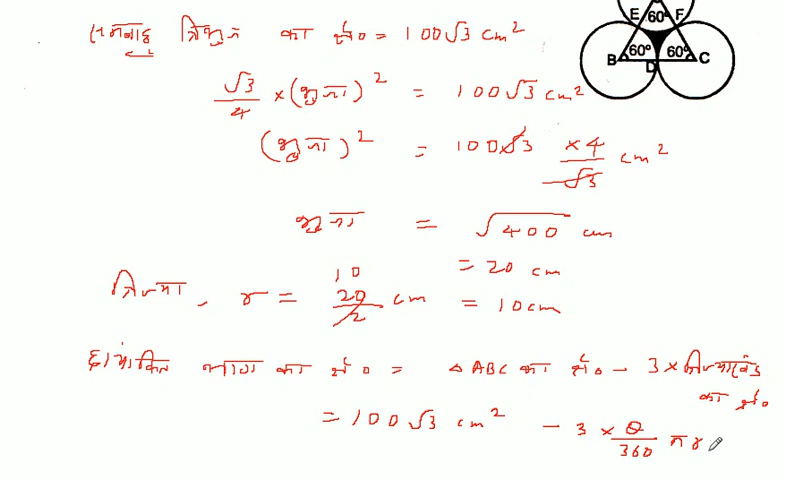 समबाहु त्रिभुज का क्षे० = 100√3 cm²
E 60° F
B 60° D 60° C
√3/4 × (भुजा)² = 100√3 cm²
(भुजा)² = 100√3 × 4/√3 cm²
भुजा = √400 cm
= 20 cm
त्रिज्या, r = 20/2 10 cm = 10 cm
छायांकित भाग का क्षे० = △ABC का क्षे० − 3 × त्रिज्यखंड का क्षे०
= 100√3 cm² − 3 × θ/360 πr